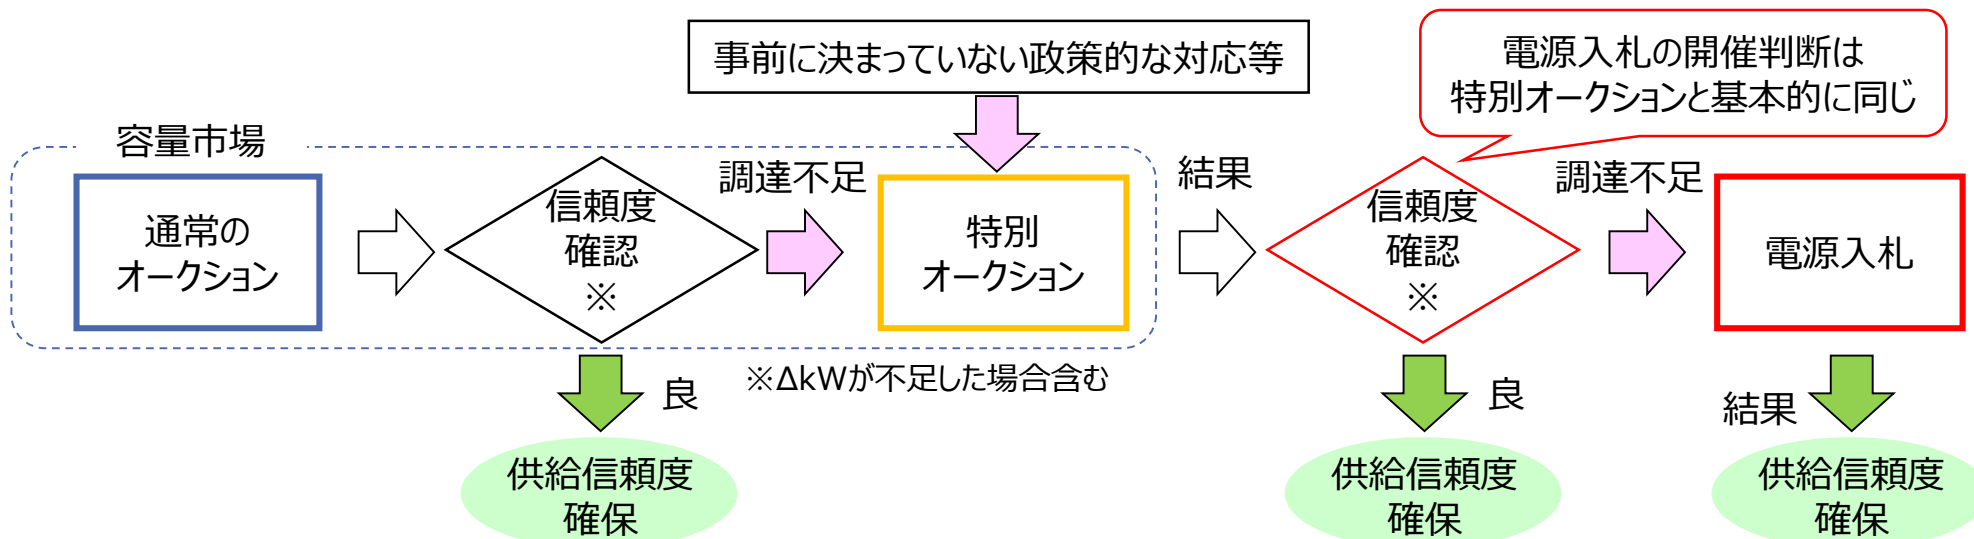 事前に決まっていない政策的な対応等
電源入札の開催判断は
特別オークションと基本的に同じ
容量市場
通常の
オークション
信頼度
確認
※
調達不足
特別
オークション
結果
信頼度
確認
※
調達不足
電源入札
良
※ΔkWが不足した場合含む
良
結果
供給信頼度
確保
供給信頼度
確保
供給信頼度
確保